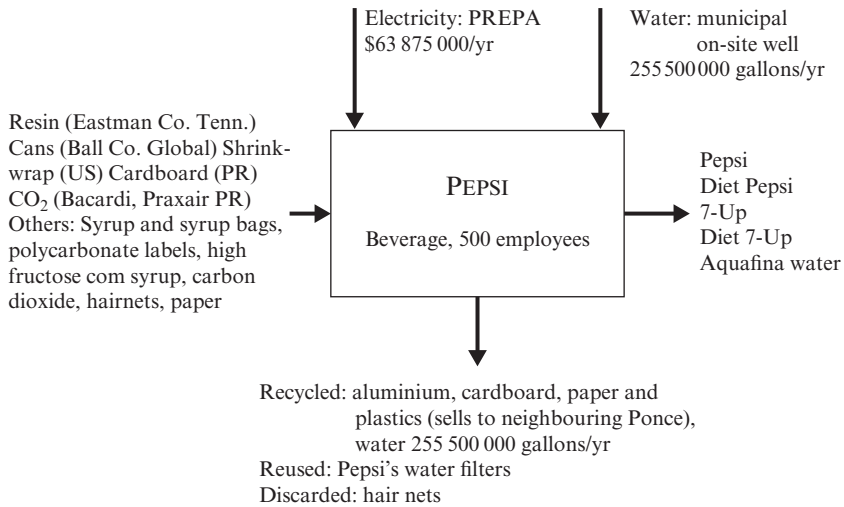 Electricity: PREPA
$63 875 000/yr
Water: municipal
on-site well
255500000 gallons/yr
Resin (Eastman Co. Tenn.)
Cans (Ball Co. Global) Shrink-
wrap (US) Cardboard (PR)
CO2 (Bacardi, Praxair PR)
Others: Syrup and syrup bags,
polycarbonate labels, high
fructose com syrup, carbon
dioxide, hairnets, paper
PEPSI
Beverage, 500 employees
Pepsi
Diet Pepsi
7-Up
Diet 7-Up
Aquafina water
Recycled: aluminium, cardboard, paper and
plastics (sells to neighbouring Ponce),
water 255 500 000 gallons/yr
Reused: Pepsi's water filters
Discarded: hair nets